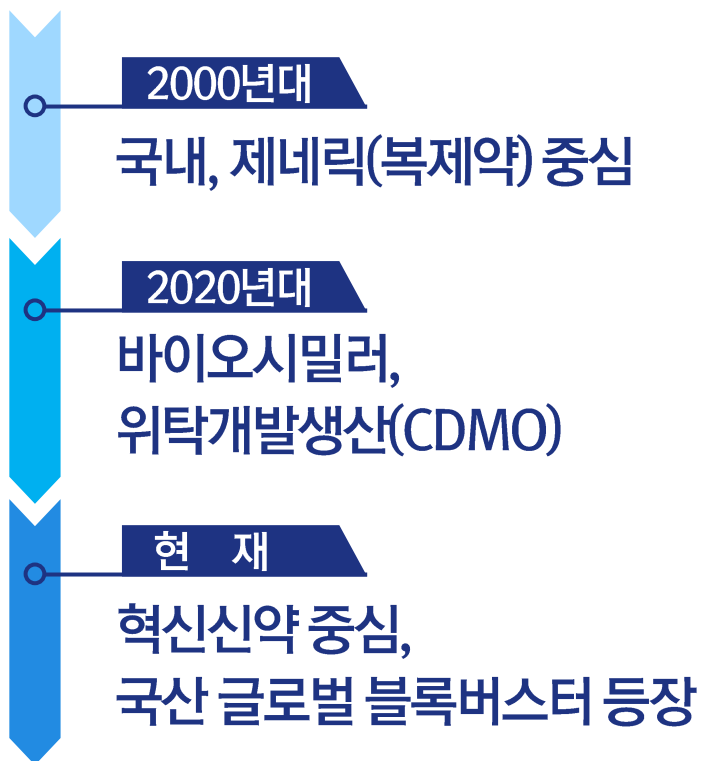 2000년대
국내, 제네릭(복제약) 중심
2020년대
바이오시밀러,
위탁개발생산(CDMO)
현 재
혁신신약 중심,
국산 글로벌 블록버스터 등장